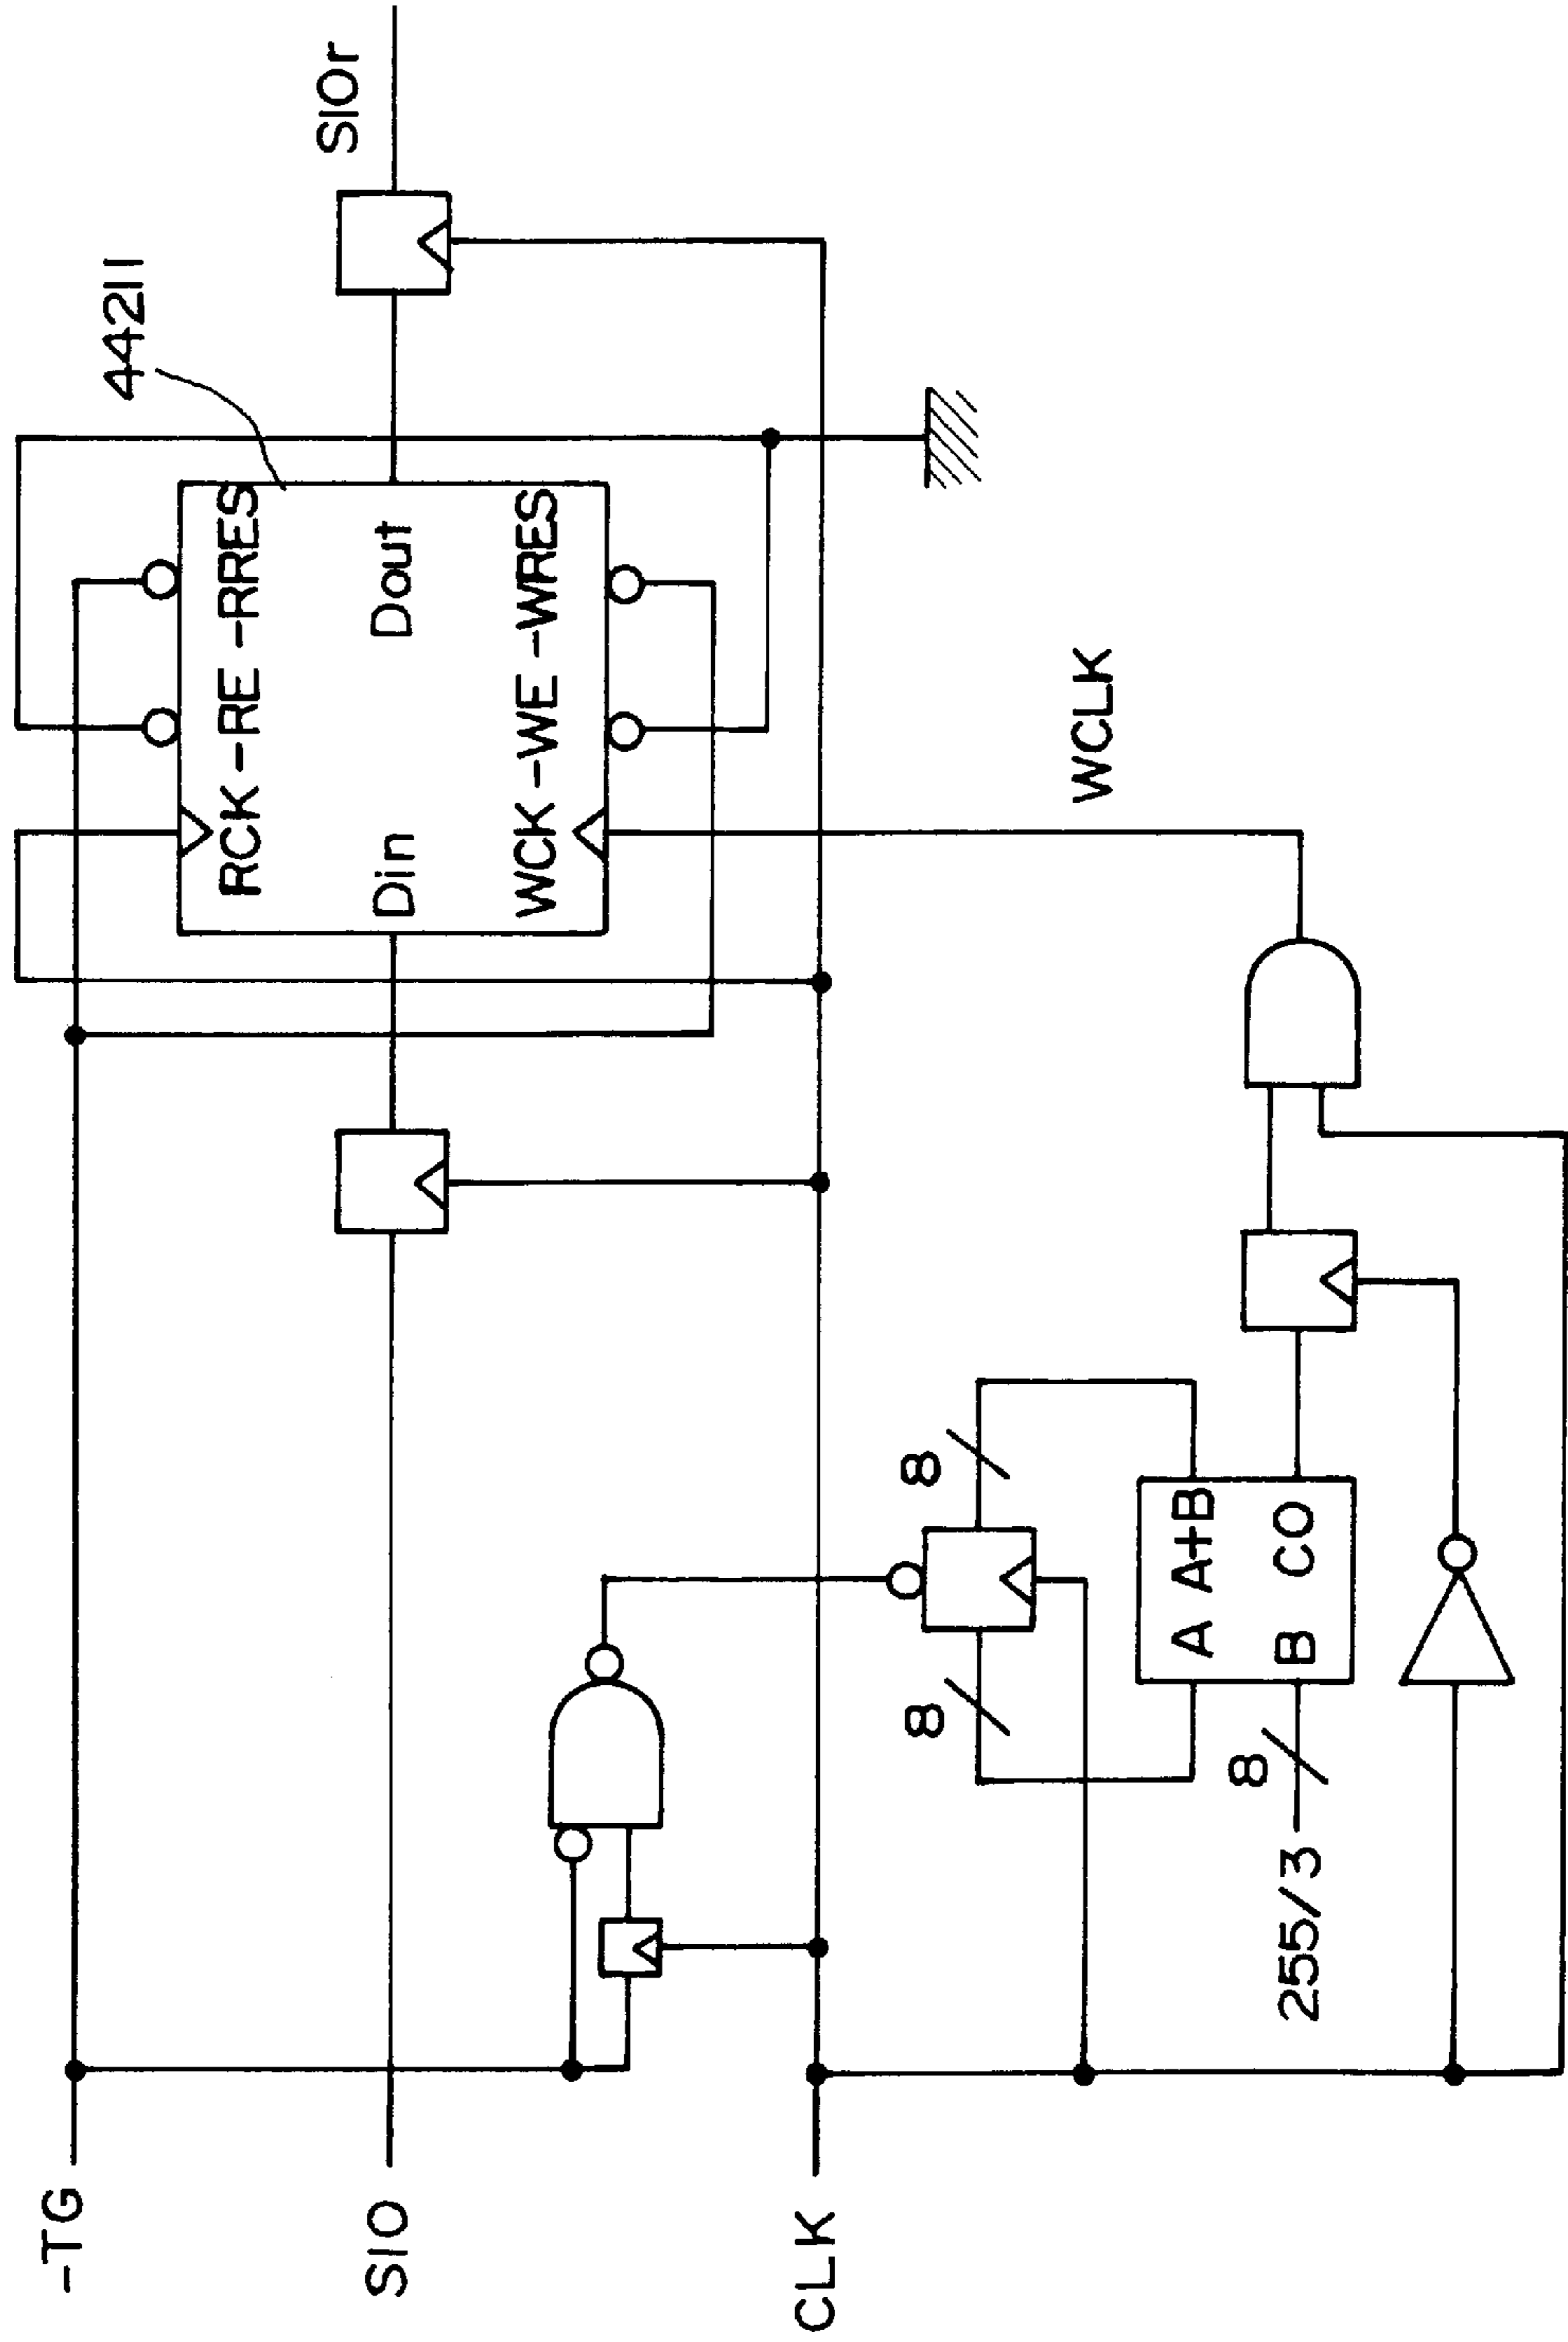 -TG
SIO
CLK
44211
RCK -RE -RRES
Din Dout
WCK -WE -WRES
SIOr
8
8
A A+B
B CO
8
255/3
WCLK